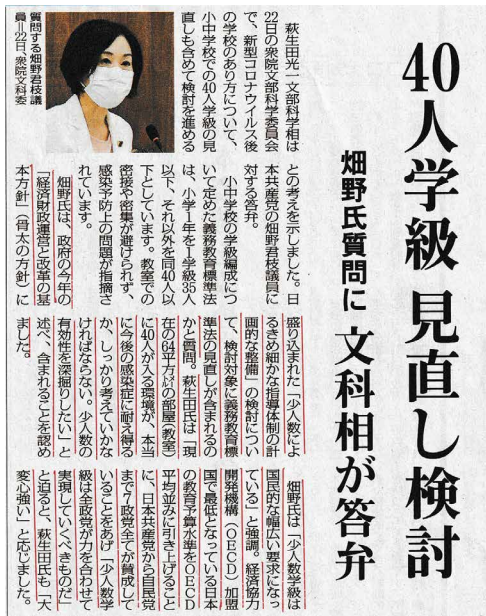 40人学級 見直し検討
畑野氏質問に 文科相が答弁
質問する畑野君枝議
員=22日、衆院文科委
萩生田光一文部科学相は
22日の衆院文部科学委員会
で、新型コロナウイルス後
の学校のあり方について、
小中学校での40人学級の見
直しも含めて検討を進める
との考えを示しました。日
本共産党の畑野君枝議員に
対する答弁。
小中学校の学級編成につ
いて定めた義務教育標準法
は、小学1年を1学級35人
以下、それ以外を同40人以
下としています。教室での
密接や密集が避けられず、
感染予防上の問題が指摘さ
れています。
畑野氏は、政府の今年の
「経済財政運営と改革の基
本方針」(骨太の方針)に
盛り込まれた「少人数によ
るきめ細かな指導体制の計
画的な整備」の検討につい
て、検討対象に義務教育標
準法の見直しが含まれるの
かと質問。萩生田氏は「現
在の64平方㍍の部屋(教室)
に40人が入る環境が、本当
に今後の感染症に耐え得る
か、しっかり考えていかな
ければならない。少人数の
有効性を深掘りしたい」と
述べ、含まれることを認め
ました。
畑野氏は「少人数学級は
国民的な幅広い要求になっ
ている」と強調。経済協力
開発機構(OECD)加盟
国で最低となっている日本
の教育予算水準をOECD
平均並みに引き上げること
に、日本共産党から自民党
まで7政党全てが賛成して
いることをあげ「少人数学
級は全政党が力を合わせて
実現していくべきものだ」
と迫ると、萩生田氏も「大
変心強い」と応じました。